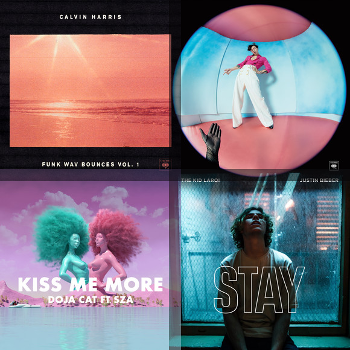 CALVIN HARRIS
FUNK WAV BOUNCES VOL. 1
KISS ME MORE
DOJA CAT FT SZA
THE KID LAROI
JUSTIN BIEBER
STAY